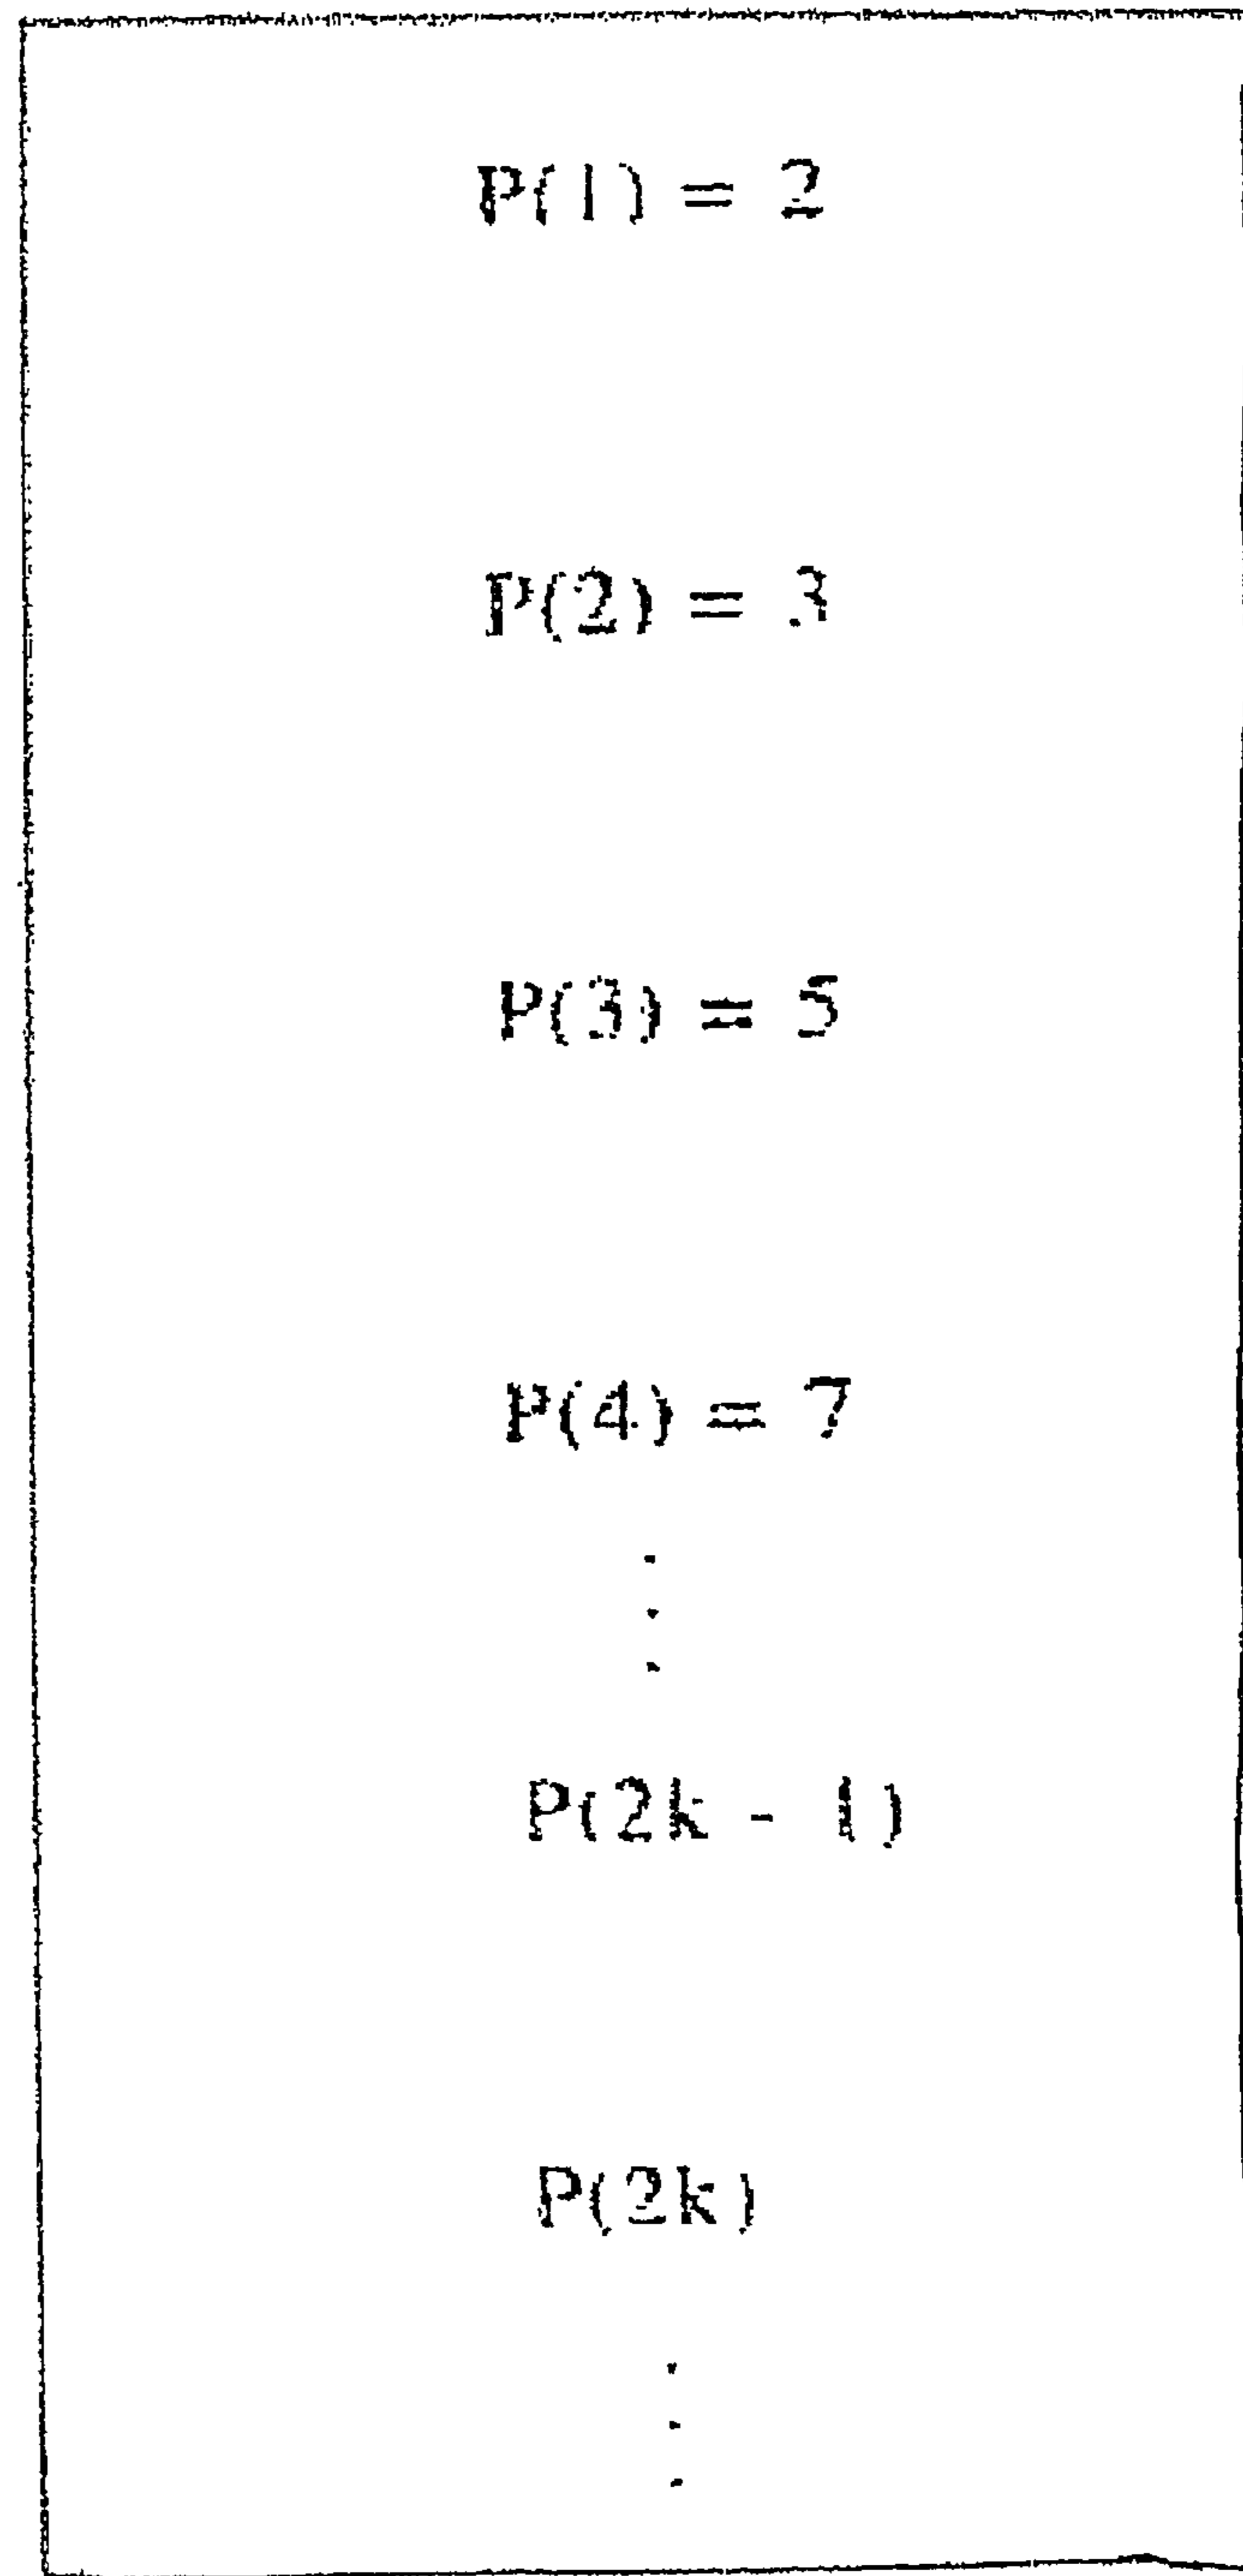 P(1) = 2
P(2) = 3
P(3) = 5
P(4) = 7
.
.
.
P(2k - 1)
P(2k)
.
.
.